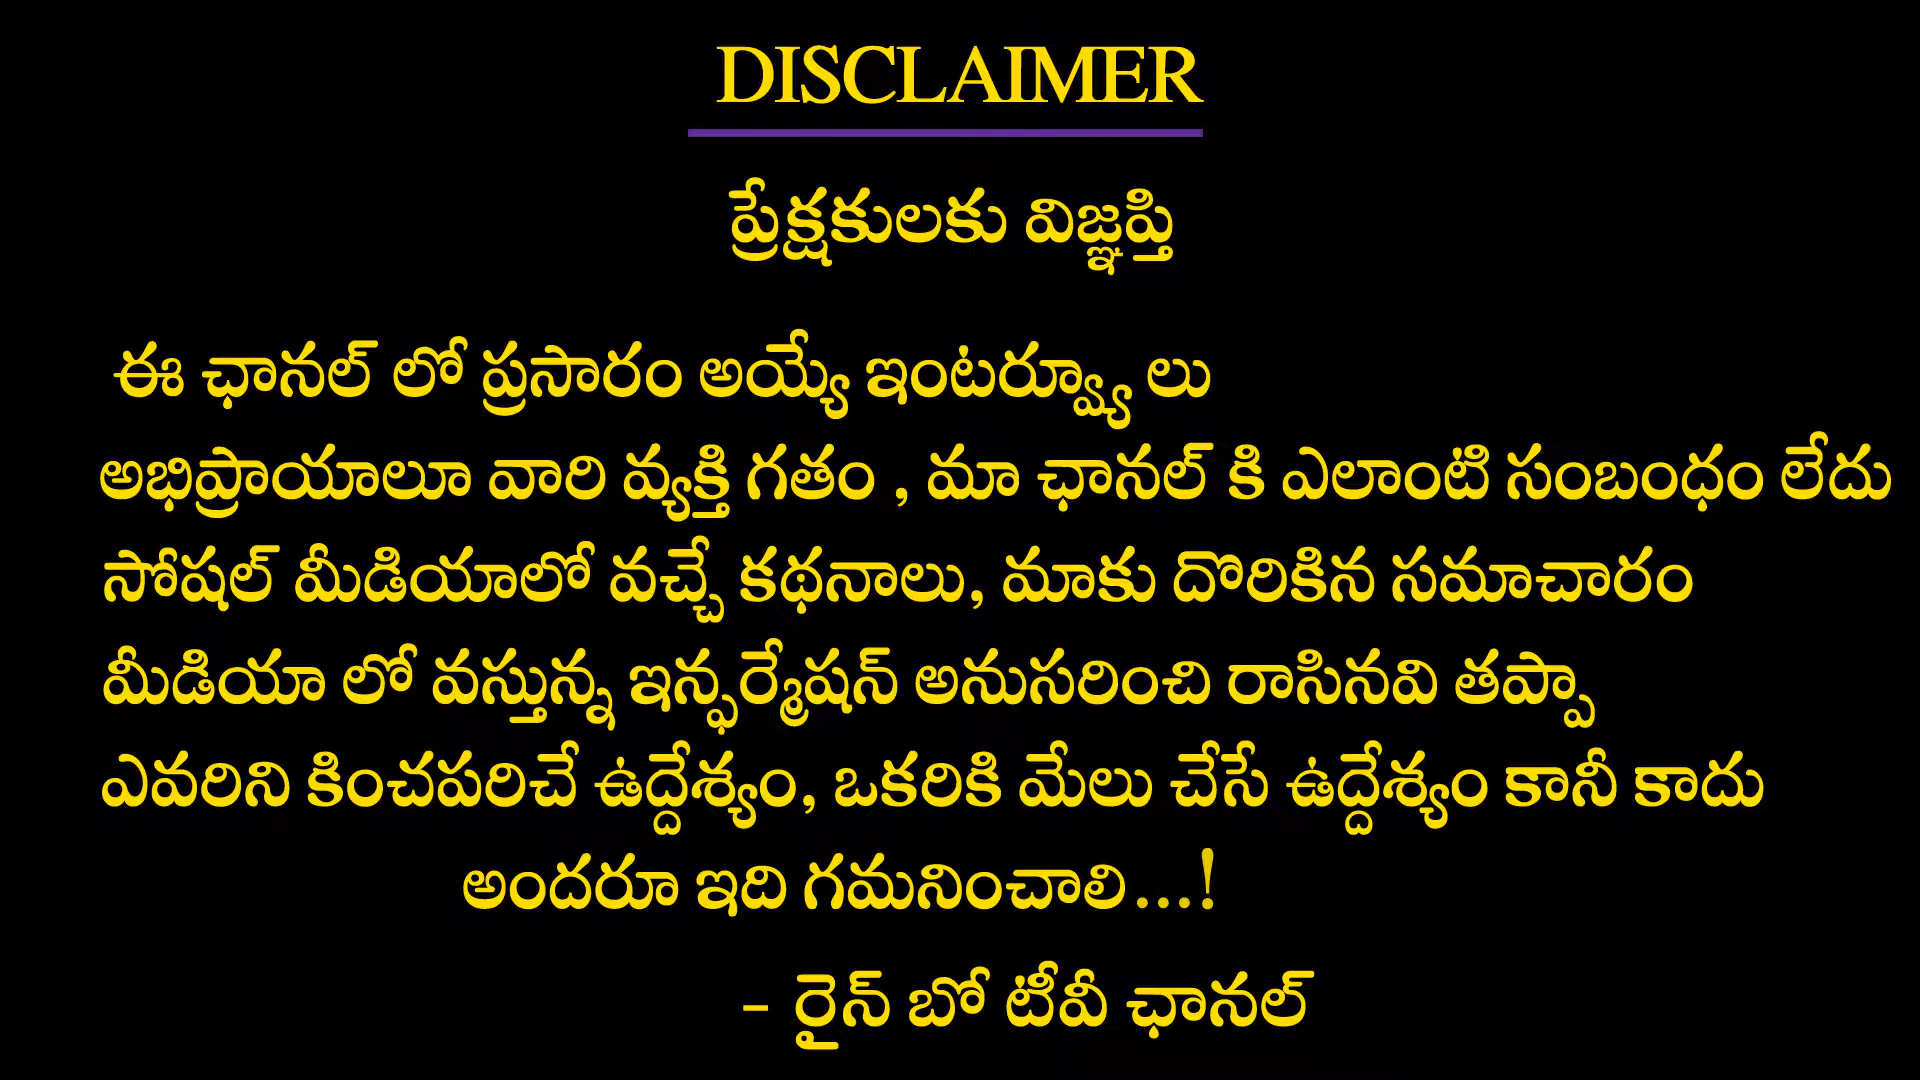 DISCLAIMER
ప్రేక్షకులకు విజ్ఞప్తి
ఈ ఛానల్ లో ప్రసారం అయ్యే ఇంటర్వ్యూ లు
అభిప్రాయాలూ వారి వ్యక్తి గతం , మా ఛానల్ కి ఎలాంటి సంబంధం లేదు
సోషల్ మీడియాలో వచ్చే కథనాలు, మాకు దొరికిన సమాచారం
మీడియా లో వస్తున్న ఇన్ఫర్మేషన్ అనుసరించి రాసినవి తప్పా
ఎవరిని కించపరిచే ఉద్దేశ్యం, ఒకరికి మేలు చేసే ఉద్దేశ్యం కానీ కాదు
అందరూ ఇది గమనించాలి...!
- రైన్ బో టీవీ ఛానల్